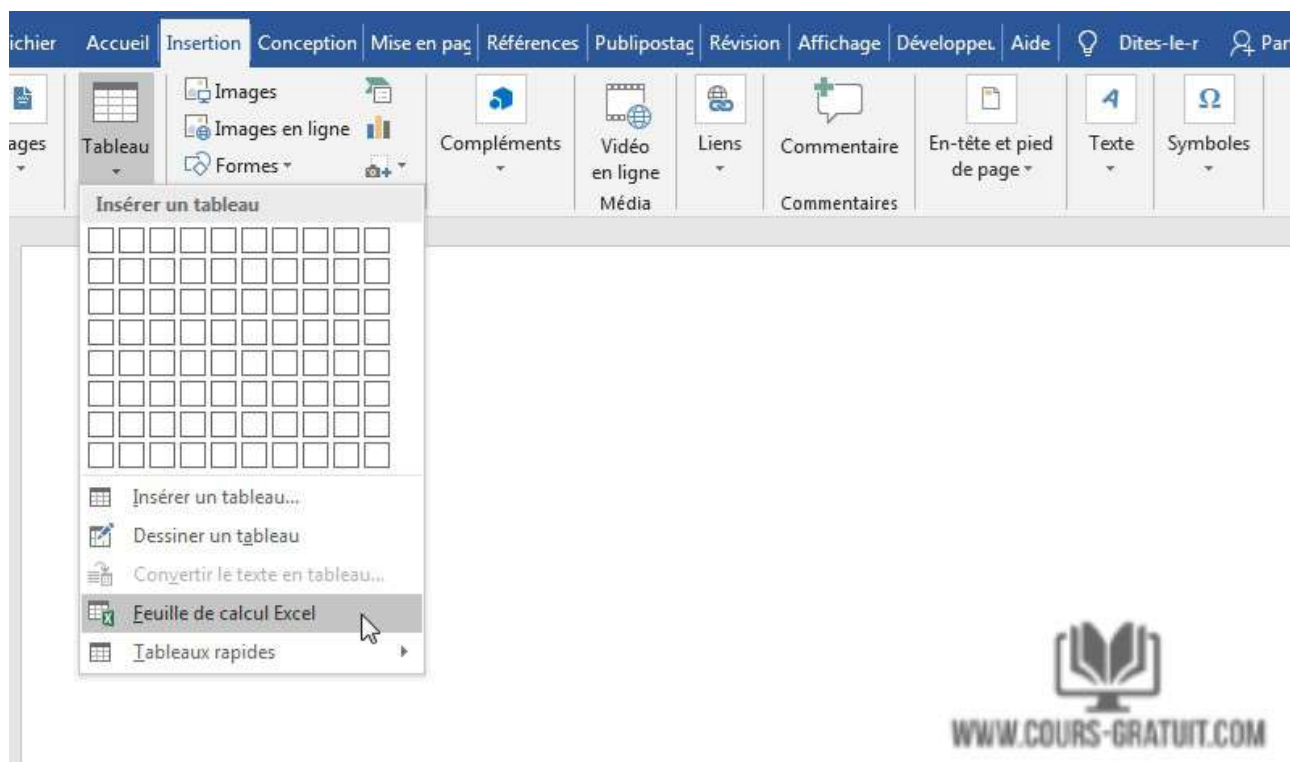 ichier Accueil Insertion Conception Mise en pag Références Publipostag Révision Affichage Développe Aide Dites-le-r Par
Images
Images en ligne
Formes
ages Tableau Compléments Vidéo en ligne Liens Commentaire En-tête et pied de page Texte Symboles
Média Commentaires
Insérer un tableau
Insérer un tableau...
Dessiner un tableau
Convertir le texte en tableau...
Feuille de calcul Excel
Tableaux rapides
WWW.COURS-GRATUIT.COM